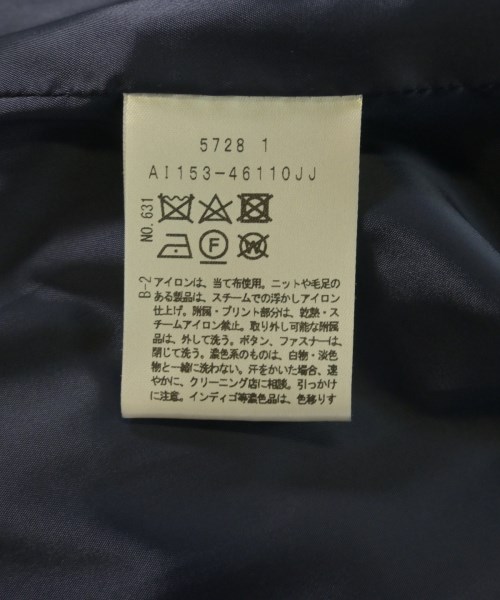 5728 1
AI153-46110JJ
NO.631
F
W
B-2
アイロンは、当て布使用。ニットや毛足の
ある製品は、スチームでの浮かしアイロン
仕上げ。附属・プリント部分は、乾熱・ス
チームアイロン禁止。取り外し可能な附属
品は、外して洗う。ボタン、ファスナーは、
閉じて洗う。濃色系のものは、白物・淡色
物と一緒に洗わない。汗をかいた場合、速
やかに、クリーニング店に相談。引っかけ
に注意。インディゴ等濃色品は、色移りす